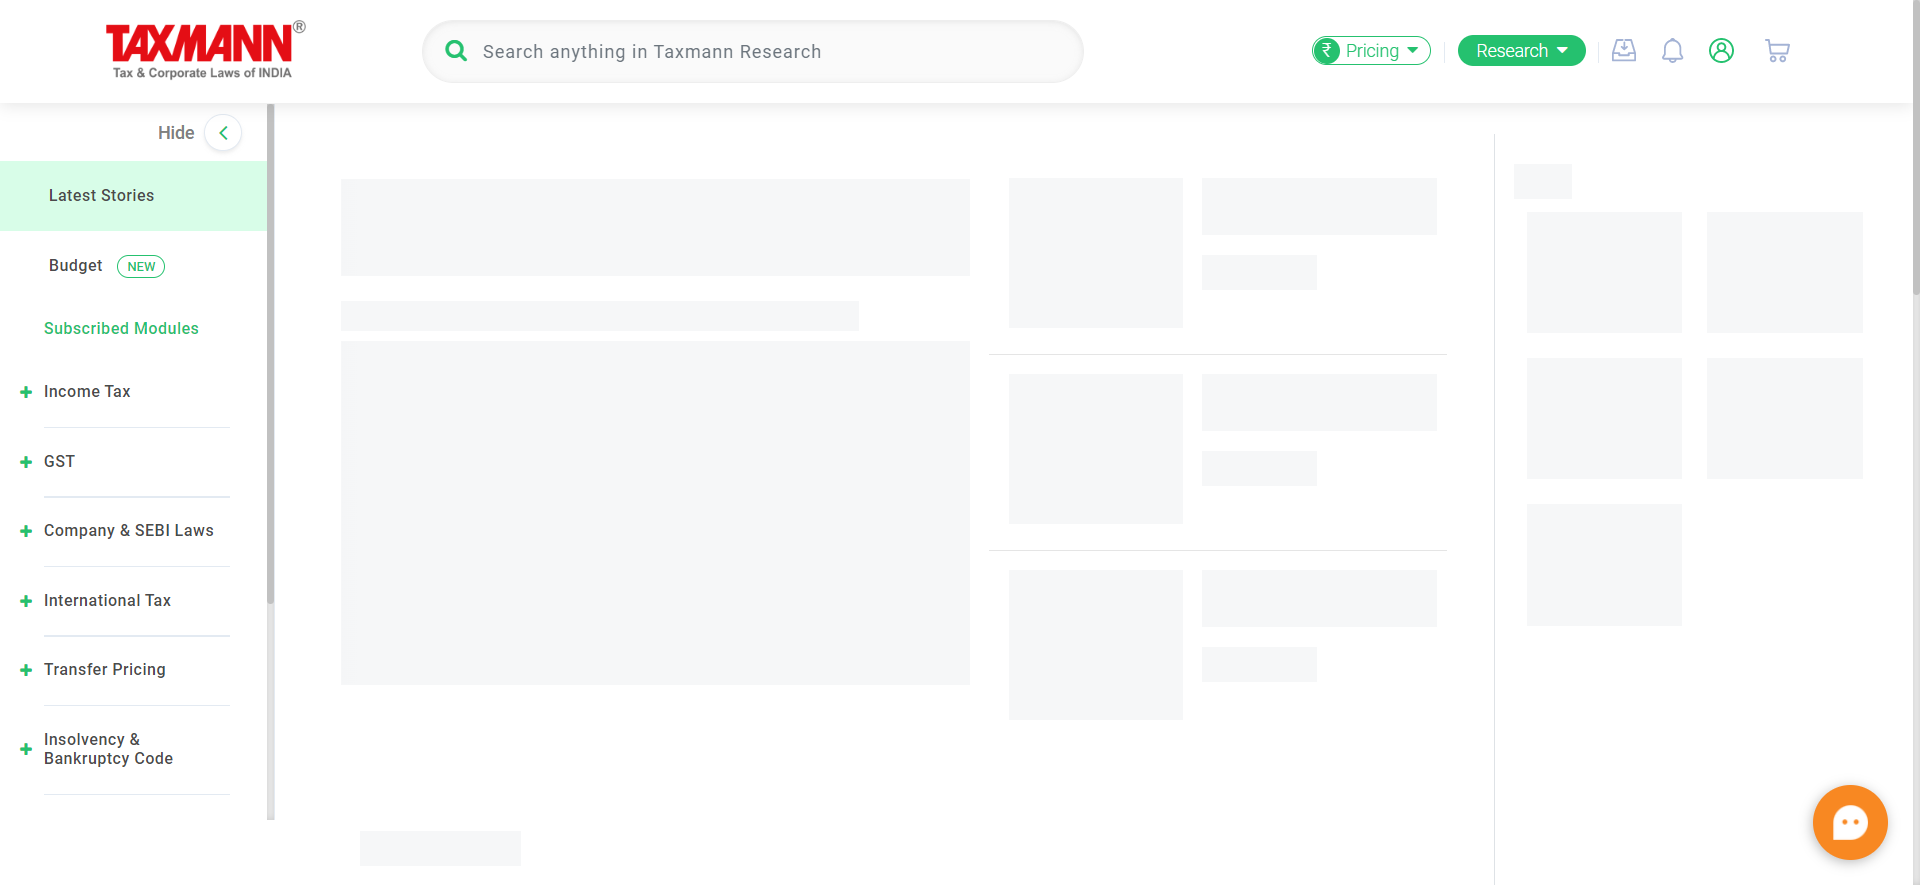 TAXMANN®
Tax & Corporate Laws of INDIA
Search anything in Taxmann Research
₹ Pricing
Research
Hide
Latest Stories
Budget NEW
Subscribed Modules
Income Tax
GST
Company & SEBI Laws
International Tax
Transfer Pricing
Insolvency &
Bankruptcy Code